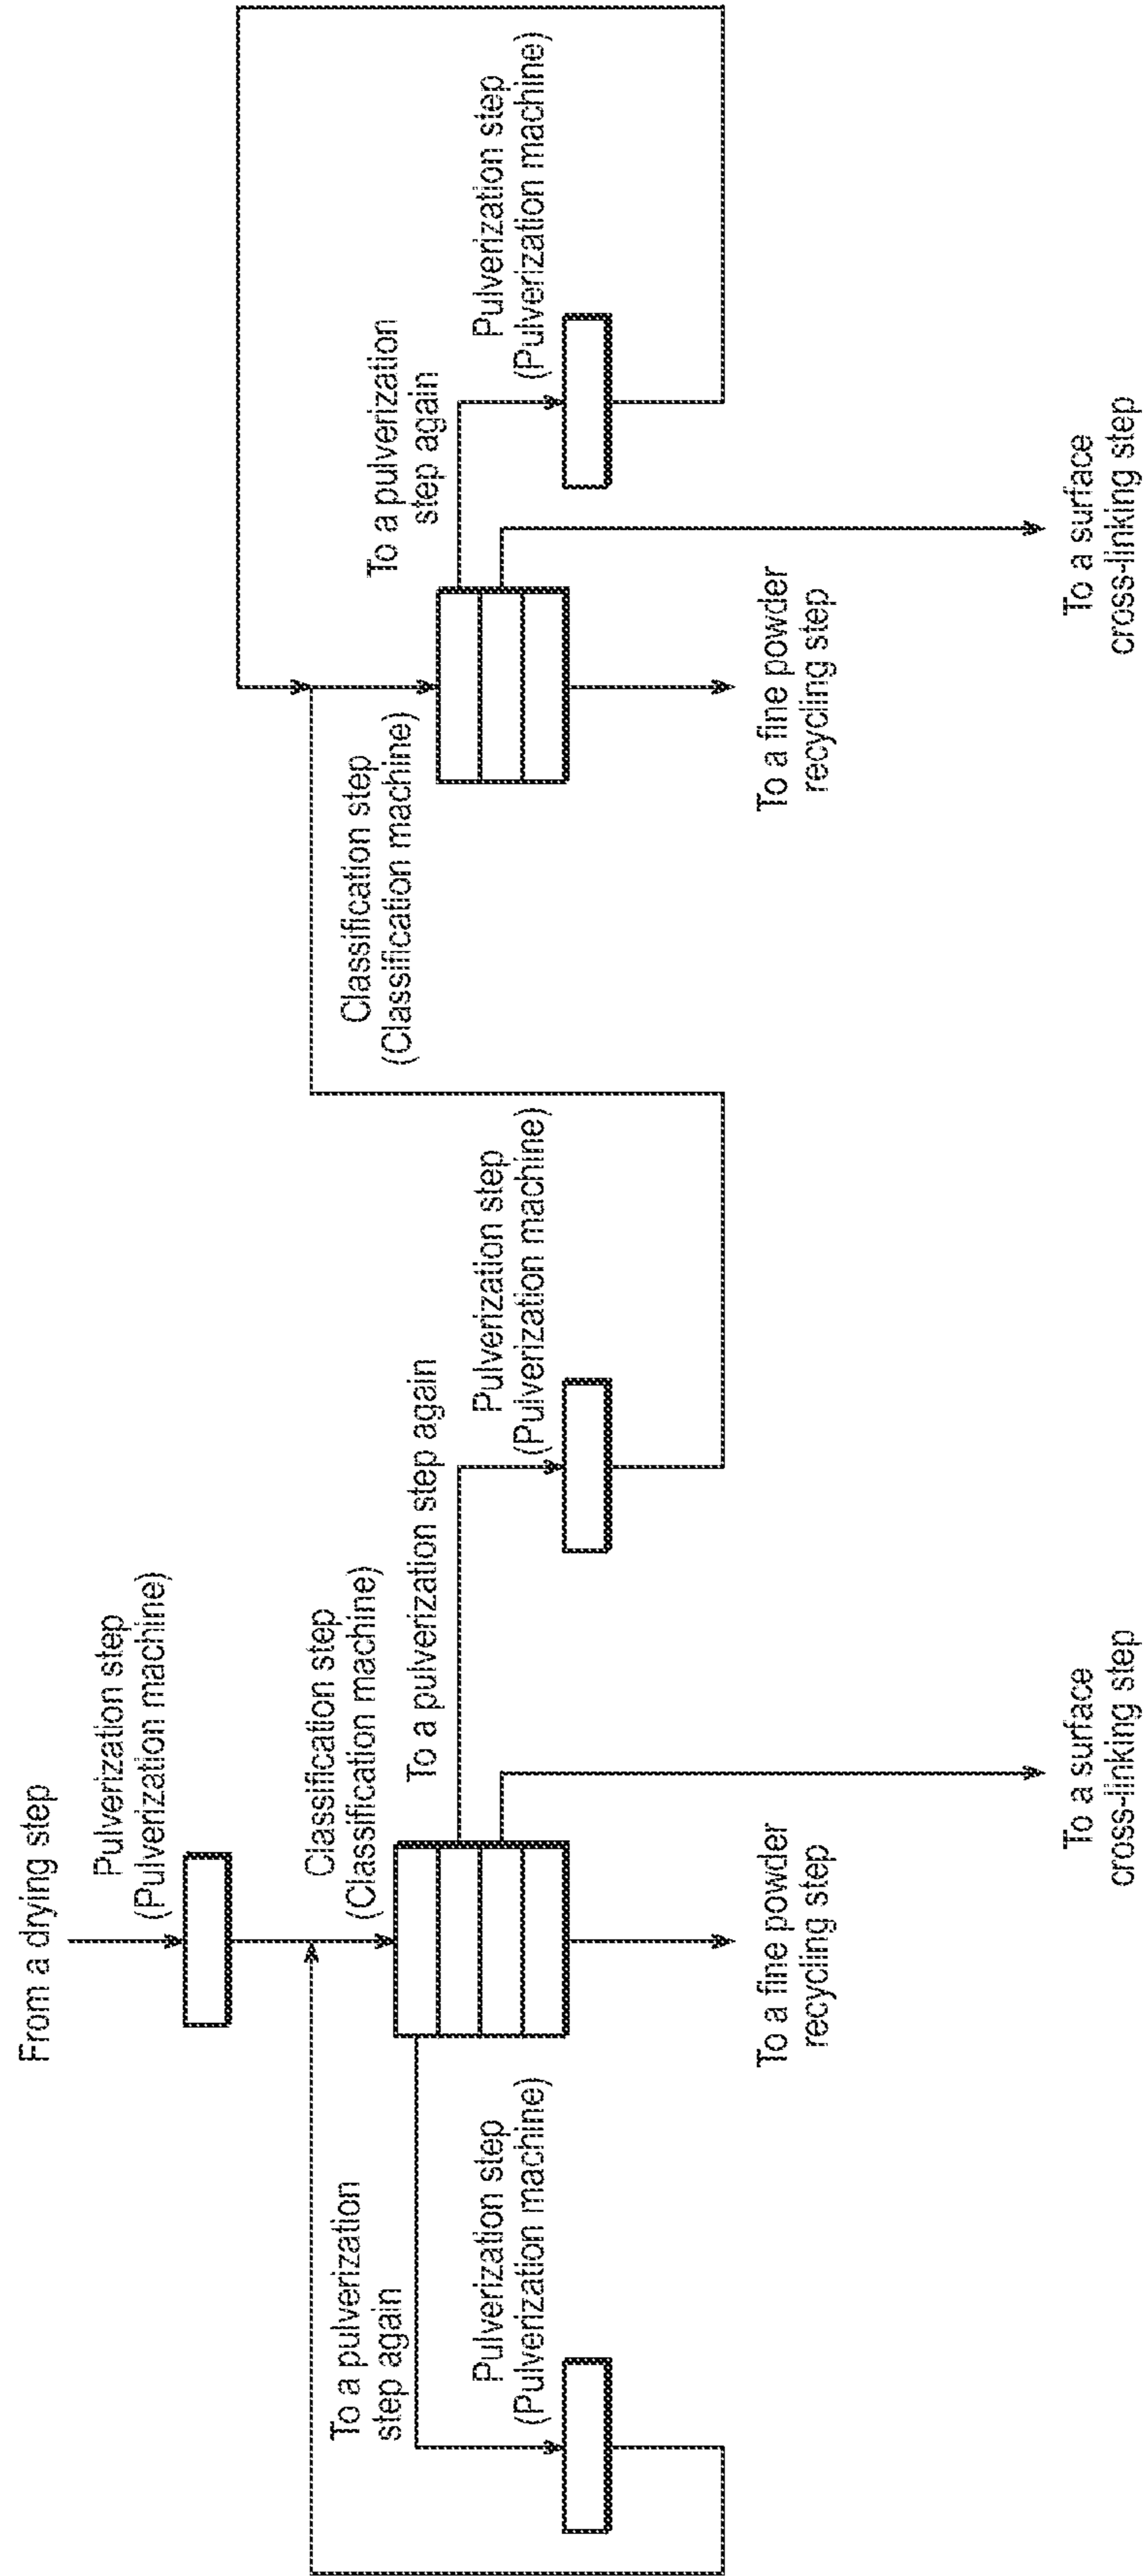 From a drying step
Pulverization step
(Pulverization machine)
To a pulverization
step again
Classification step
(Classification machine)
To a pulverization step again
Pulverization step
(Pulverization machine)
Pulverization step
(Pulverization machine)
To a fine powder
recycling step
To a surface
cross-linking step
Classification step
(Classification machine)
To a pulverization
step again
Pulverization step
(Pulverization machine)
To a fine powder
recycling step
To a surface
cross-linking step